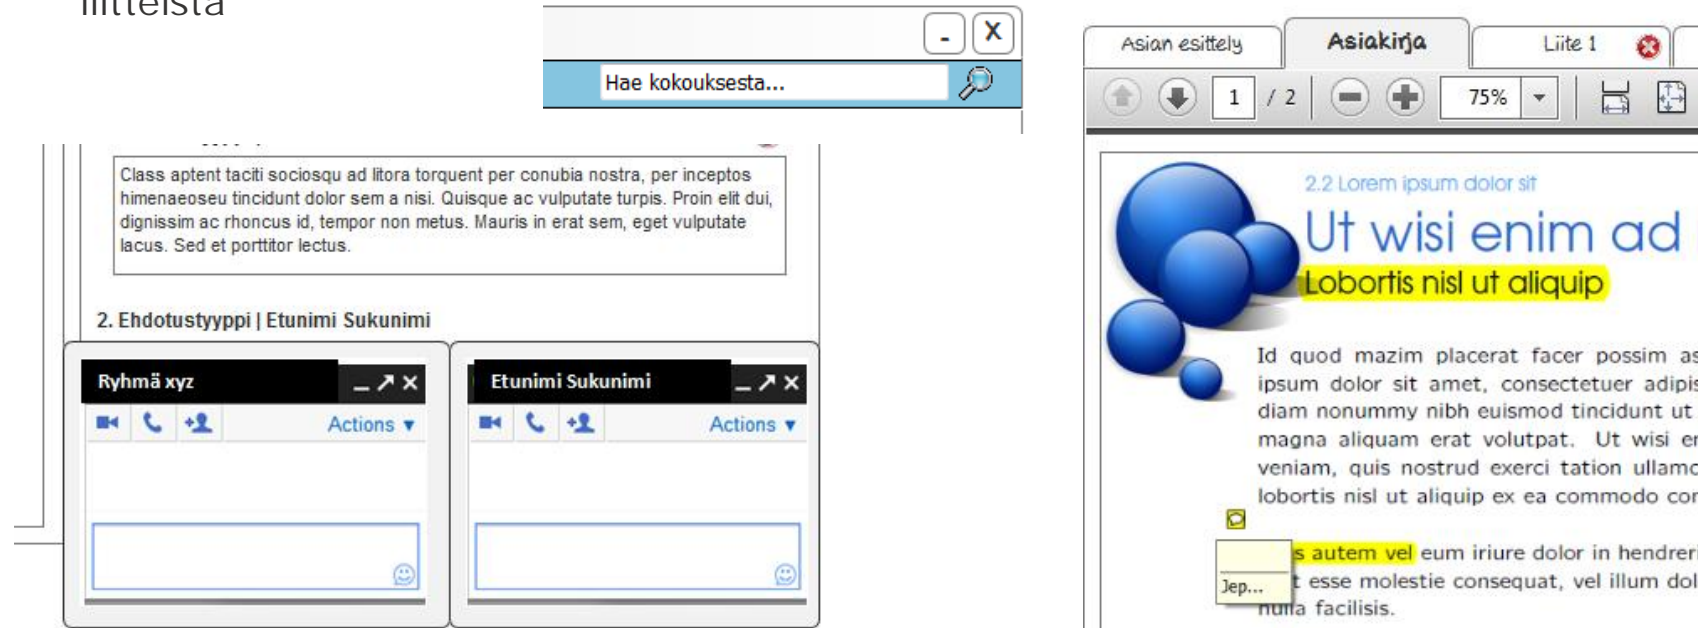 liitteistä
- X
Hae kokouksesta...
Class aptent taciti sociosqu ad litora torquent per conubia nostra, per inceptos
himenaeoseu tincidunt dolor sem a nisi. Quisque ac vulputate turpis. Proin elit dui,
dignissim ac rhoncus id, tempor non metus. Mauris in erat sem, eget vulputate
lacus. Sed et porttitor lectus.
2. Ehdotustyyppi | Etunimi Sukunimi
Ryhmä xyz
Actions
Etunimi Sukunimi
Actions
Asian esittely
Asiakirja
Liite 1
1 / 2
75%
2.2 Lorem ipsum dolor sit
Ut wisi enim ad
Lobortis nisl ut aliquip
Id quod mazim placerat facer possim as
ipsum dolor sit amet, consectetuer adipis
diam nonummy nibh euismod tincidunt ut
magna aliquam erat volutpat. Ut wisi er
veniam, quis nostrud exerci tation ullamc
lobortis nisl ut aliquip ex ea commodo cor
s autem vel eum iriure dolor in hendreri
t esse molestie consequat, vel illum dol
nulla facilisis.
Jep...